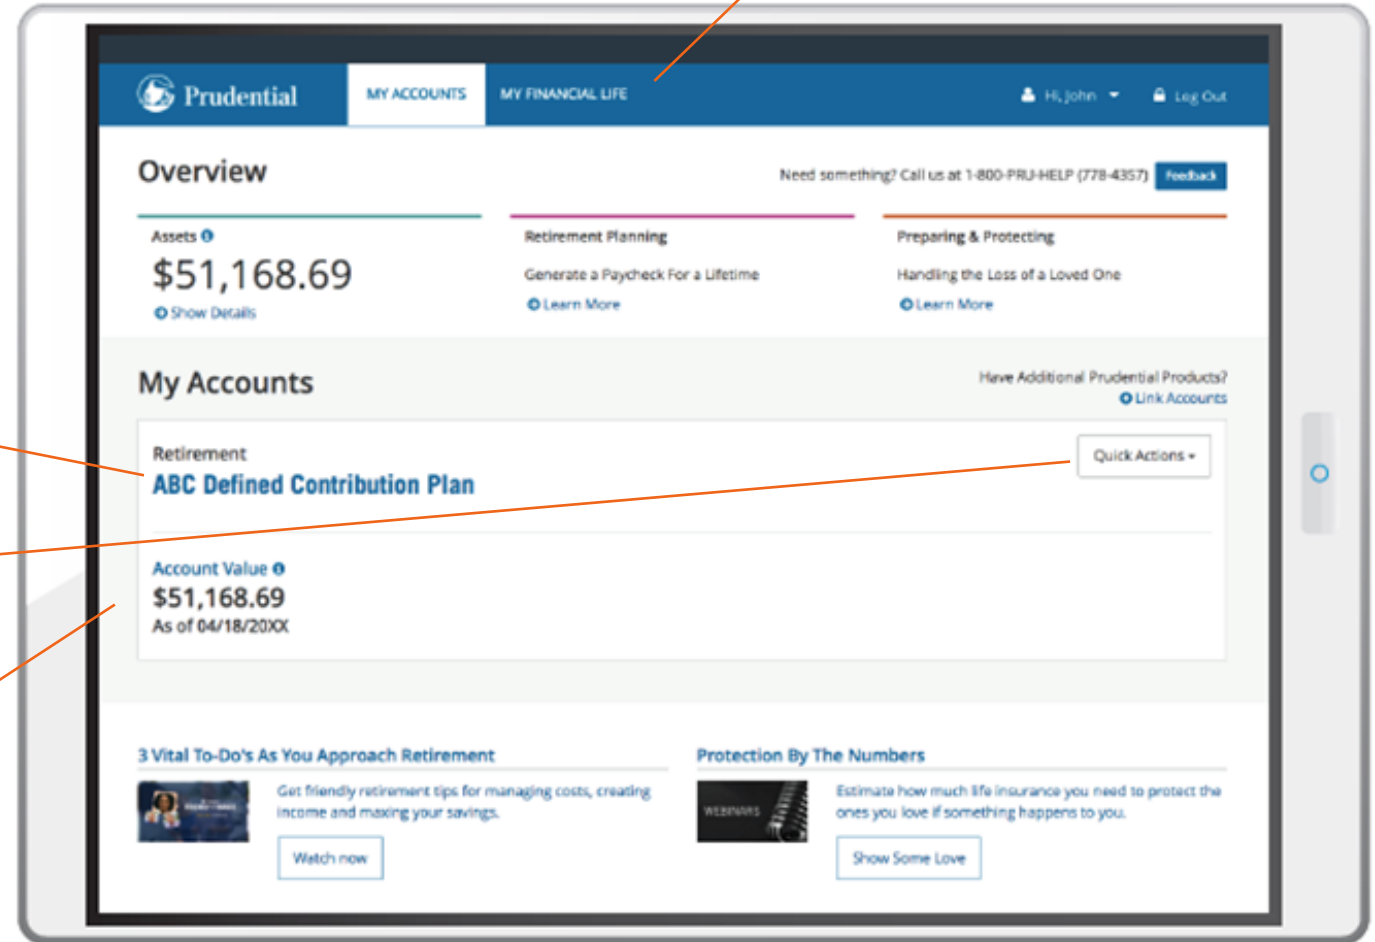 Prudential
MY ACCOUNTS
MY FINANCIAL LIFE
Hi, John
Log Out
Overview
Need something? Call us at 1-800-PRU-HELP (778-4357)
Feedback
Assets
$51,168.69
Show Details
Retirement Planning
Generate a Paycheck For a Lifetime
Learn More
Preparing & Protecting
Handling the Loss of a Loved One
Learn More
My Accounts
Have Additional Prudential Products?
Link Accounts
Retirement
ABC Defined Contribution Plan
Quick Actions
Account Value
$51,168.69
As of 04/18/20XX
3 Vital To-Do's As You Approach Retirement
Get friendly retirement tips for managing costs, creating
income and maxing your savings.
Watch now
Protection By The Numbers
WEBINARS
Estimate how much life insurance you need to protect the
ones you love if something happens to you.
Show Some Love